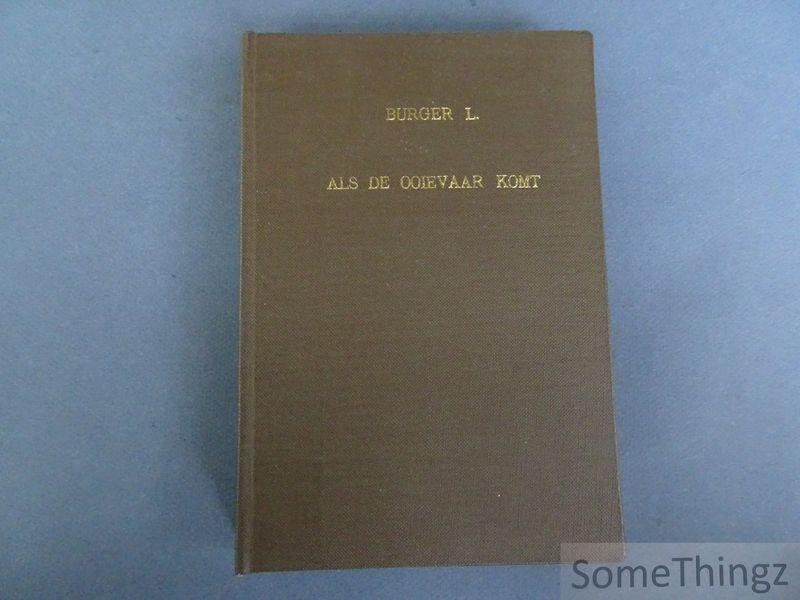 BURGER L.
ALS DE OOIEVAAR KOMT
SomeThingz